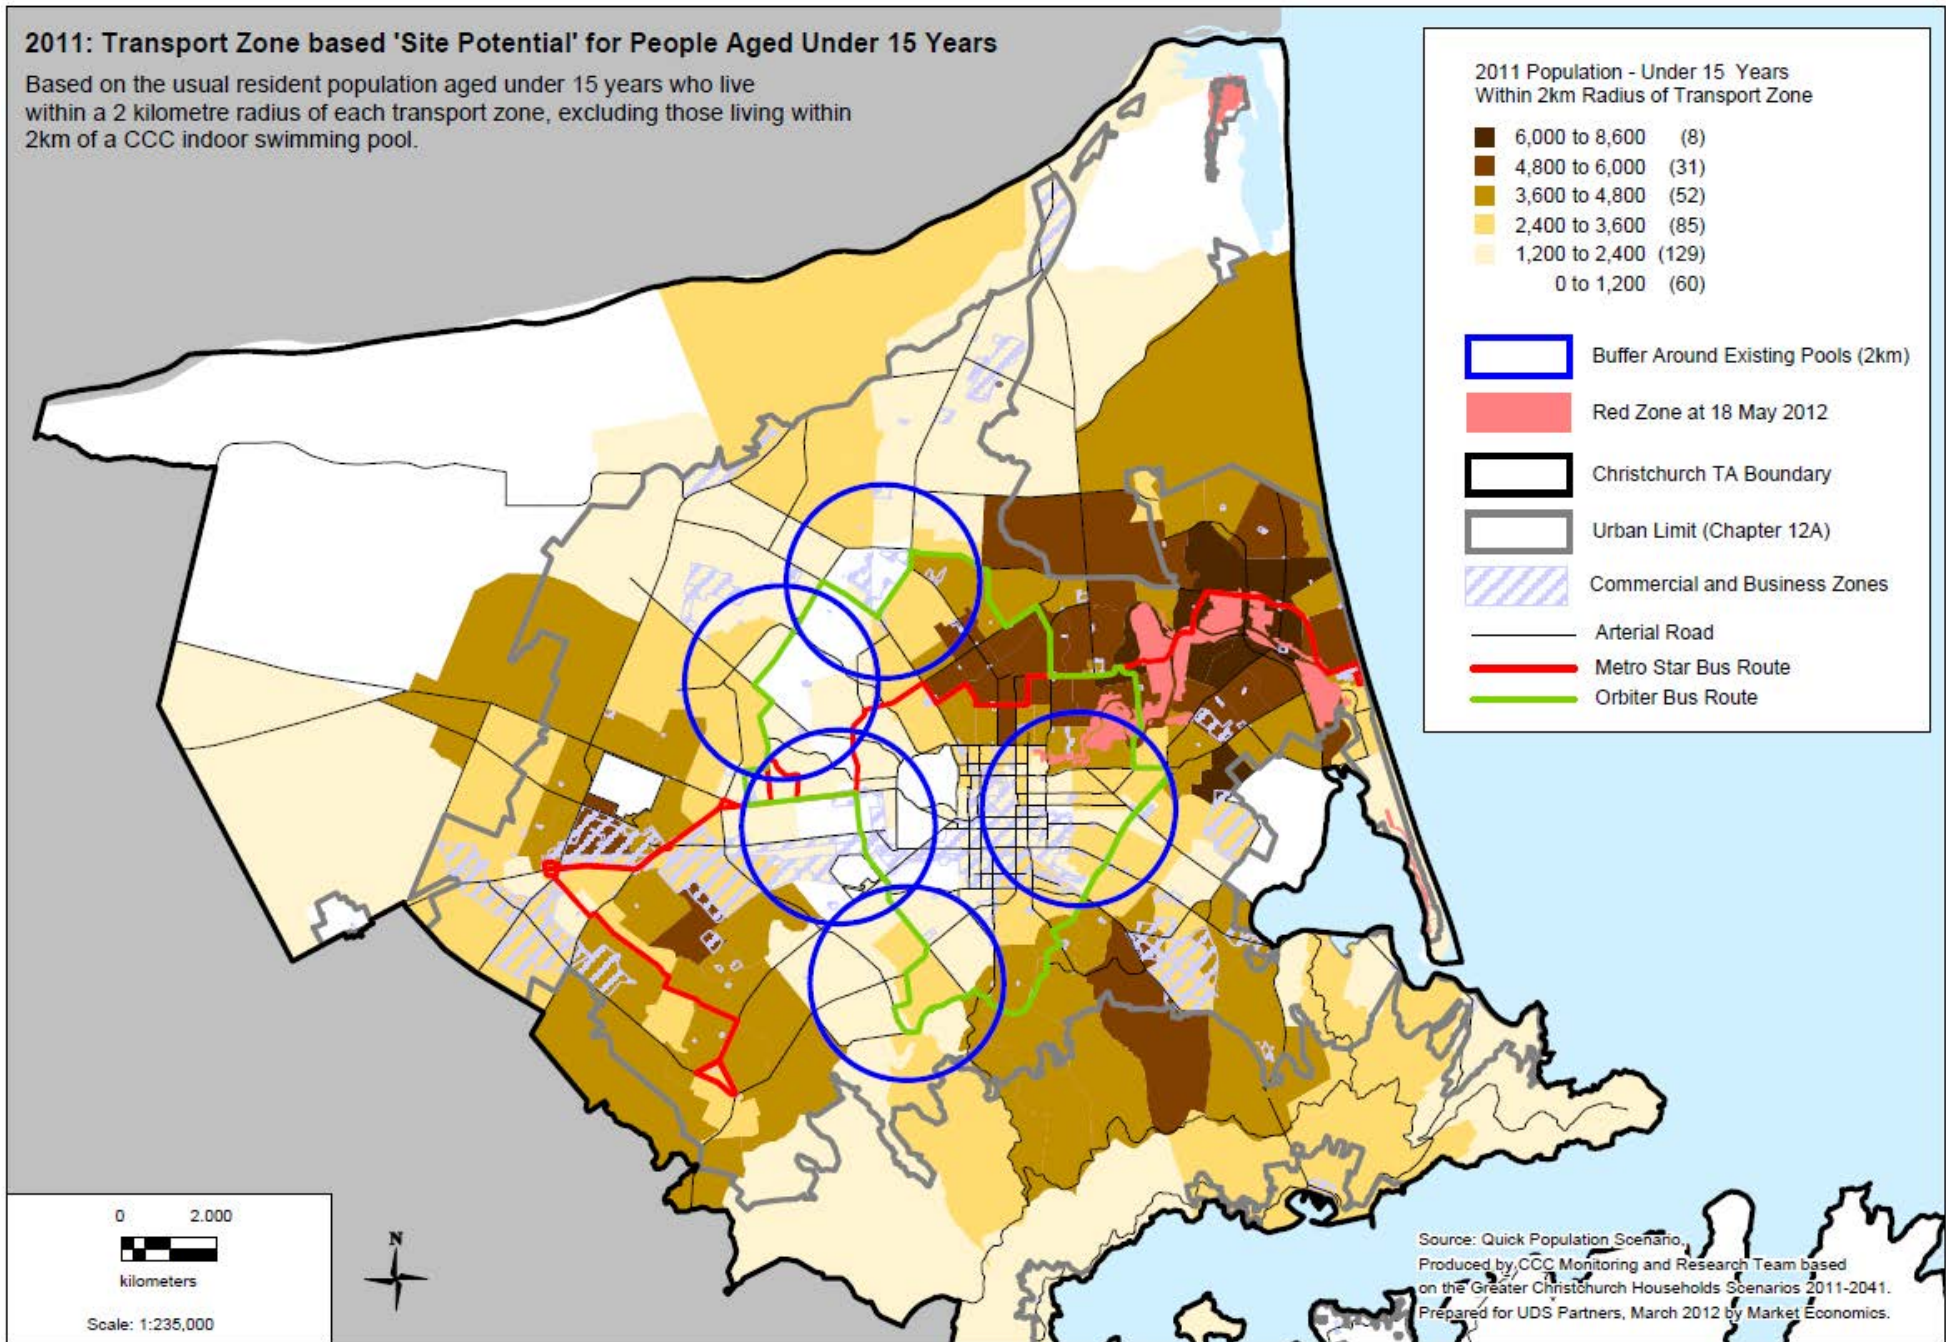 2011: Transport Zone based 'Site Potential' for People Aged Under 15 Years
Based on the usual resident population aged under 15 years who live
within a 2 kilometre radius of each transport zone, excluding those living within
2km of a CCC indoor swimming pool.
2011 Population - Under 15 Years
Within 2km Radius of Transport Zone
6,000 to 8,600 (8)
4,800 to 6,000 (31)
3,600 to 4,800 (52)
2,400 to 3,600 (85)
1,200 to 2,400 (129)
0 to 1,200 (60)
Buffer Around Existing Pools (2km)
Red Zone at 18 May 2012
Christchurch TA Boundary
Urban Limit (Chapter 12A)
Commercial and Business Zones
Arterial Road
Metro Star Bus Route
Orbiter Bus Route
0 2.000
kilometers
Scale: 1:235,000
N
Source: Quick Population Scenario.
Produced by CCC Monitoring and Research Team based
on the Greater Christchurch Households Scenarios 2011-2041.
Prepared for UDS Partners, March 2012 by Market Economics.